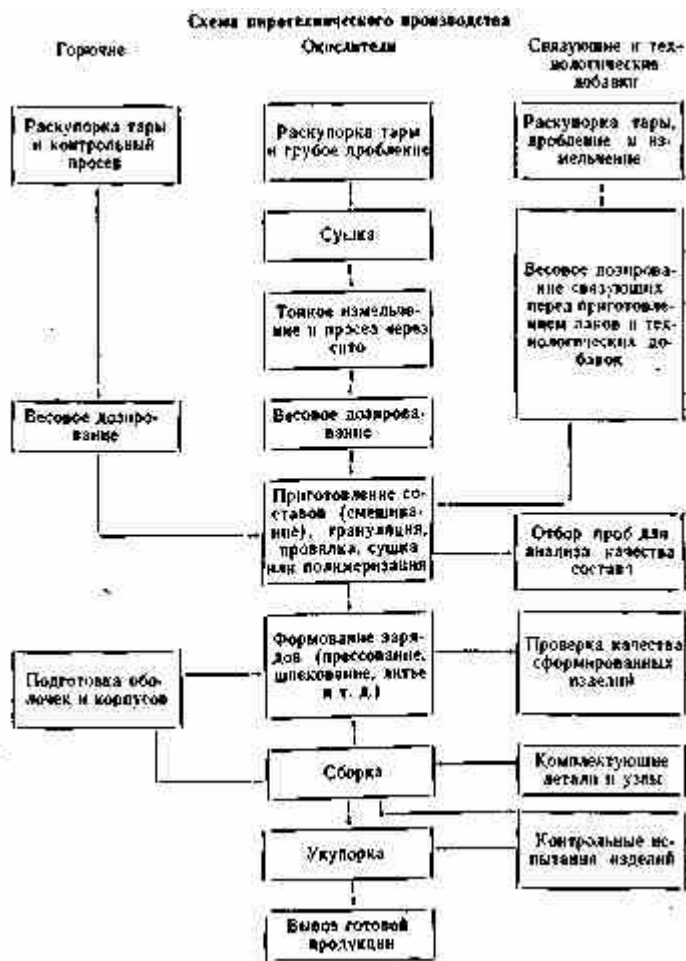 Схема пиротехнического производства
Горючие
Окислители
Связующие и тех-
нологические
добавки
Раскупорка тары
и контрольный
просев
Раскупорка тары
и грубое дробление
Раскупорка тары,
дробление и из-
мельчение
Сушка
Тонкое измельче-
ние и просев через
сито
Весовое дозирова-
ние связующих
перед приготовле-
нием лаков и тех-
нологических до-
бавок
Весовое дозиро-
вание
Весовое дозирова-
ние
Приготовление со-
ставов (смешива-
ние), грануляция,
провялка, сушка
или полимеризация
Отбор проб для
анализа качества
состава
Подготовка обо-
лочек и корпусов
Формование заря-
дов (прессование,
шнекование, литье
и т. д.)
Проверка качества
сформированных
изделий
Сборка
Комплектующие
детали и узлы
Укупорка
Контрольные ис-
пытания изделий
Вывоз готовой
продукции